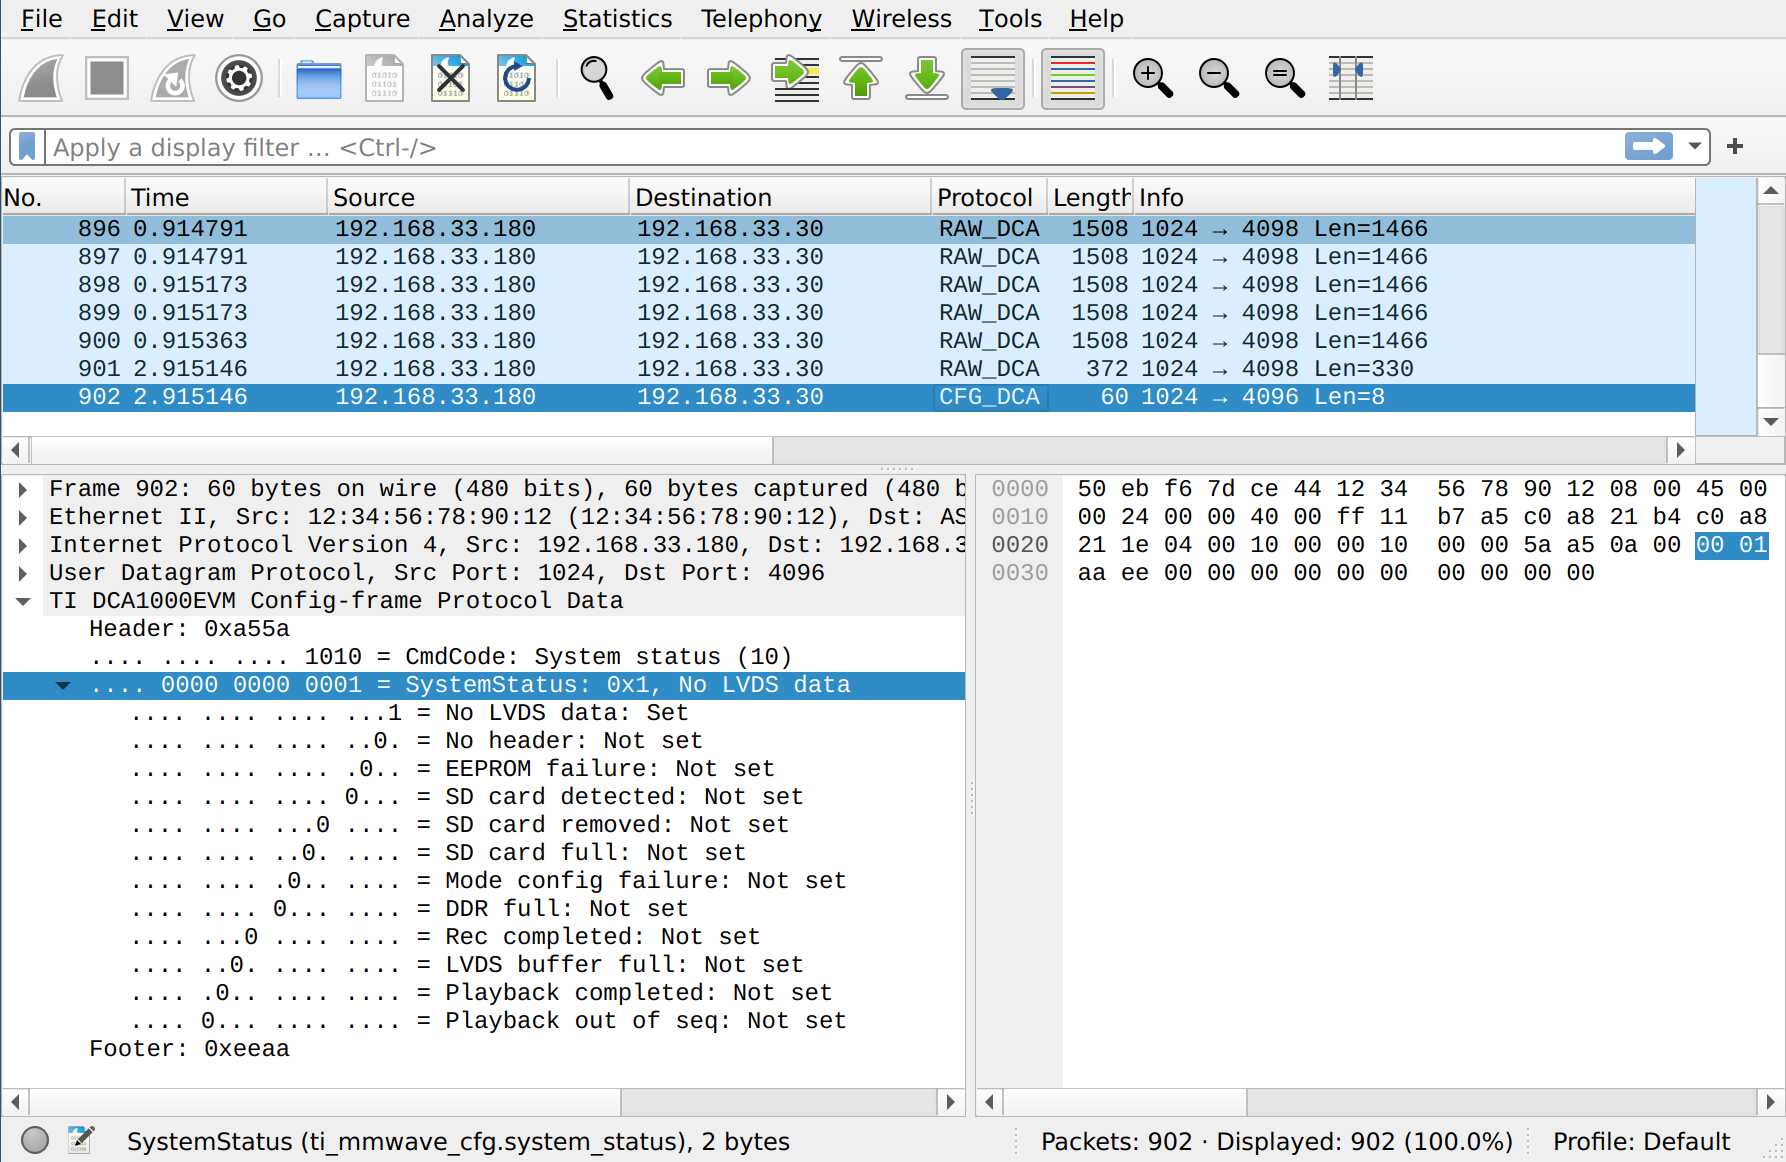 File Edit View Go Capture Analyze Statistics Telephony Wireless Tools Help
Apply a display filter ... <Ctrl-/>
No. Time Source Destination Protocol Length Info
896 0.914791 192.168.33.180 192.168.33.30 RAW_DCA 1508 1024 → 4098 Len=1466
897 0.914791 192.168.33.180 192.168.33.30 RAW_DCA 1508 1024 → 4098 Len=1466
898 0.915173 192.168.33.180 192.168.33.30 RAW_DCA 1508 1024 → 4098 Len=1466
899 0.915173 192.168.33.180 192.168.33.30 RAW_DCA 1508 1024 → 4098 Len=1466
900 0.915363 192.168.33.180 192.168.33.30 RAW_DCA 1508 1024 → 4098 Len=1466
901 2.915146 192.168.33.180 192.168.33.30 RAW_DCA 372 1024 → 4098 Len=330
902 2.915146 192.168.33.180 192.168.33.30 CFG_DCA 60 1024 → 4096 Len=8
Frame 902: 60 bytes on wire (480 bits), 60 bytes captured (480 b
Ethernet II, Src: 12:34:56:78:90:12 (12:34:56:78:90:12), Dst: AS
Internet Protocol Version 4, Src: 192.168.33.180, Dst: 192.168.3
User Datagram Protocol, Src Port: 1024, Dst Port: 4096
TI DCA1000EVM Config-frame Protocol Data
Header: 0xa55a
.... .... .... 1010 = CmdCode: System status (10)
.... 0000 0000 0001 = SystemStatus: 0x1, No LVDS data
.... .... .... ...1 = No LVDS data: Set
.... .... .... ..0. = No header: Not set
.... .... .... .0.. = EEPROM failure: Not set
.... .... .... 0... = SD card detected: Not set
.... .... ...0 .... = SD card removed: Not set
.... .... ..0. .... = SD card full: Not set
.... .... .0.. .... = Mode config failure: Not set
.... .... 0... .... = DDR full: Not set
.... ...0 .... .... = Rec completed: Not set
.... ..0. .... .... = LVDS buffer full: Not set
.... .0.. .... .... = Playback completed: Not set
.... 0... .... .... = Playback out of seq: Not set
Footer: 0xeeaa
0000 50 eb f6 7d ce 44 12 34 56 78 90 12 08 00 45 00
0010 00 24 00 00 40 00 ff 11 b7 a5 c0 a8 21 b4 c0 a8
0020 21 1e 04 00 10 00 00 10 00 00 5a a5 0a 00 00 01
0030 aa ee 00 00 00 00 00 00 00 00 00 00
SystemStatus (ti_mmwave_cfg.system_status), 2 bytes
Packets: 902 · Displayed: 902 (100.0%)
Profile: Default